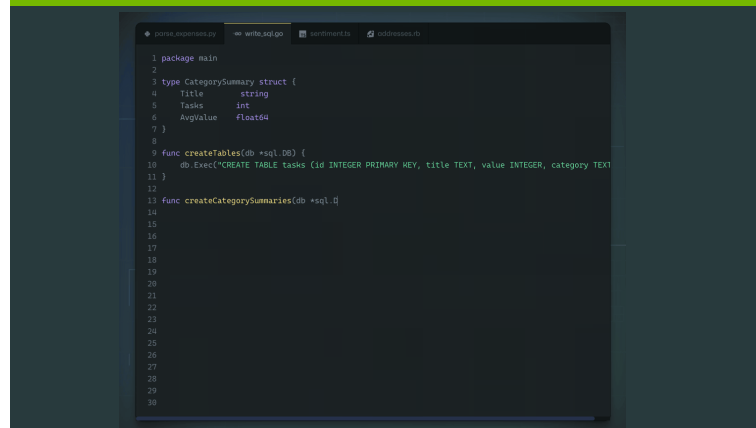 parse_expenses.py write_sql.go sentiment.ts addresses.rb
1 package main
2
3 type CategorySummary struct {
4 Title string
5 Tasks int
6 AvgValue float64
7 }
8
9 func createTables(db *sql.DB) {
10 db.Exec("CREATE TABLE tasks (id INTEGER PRIMARY KEY, title TEXT, value INTEGER, category TEXT
11 }
12
13 func createCategorySummaries(db *sql.D
14
15
16
17
18
19
20
21
22
23
24
25
26
27
28
29
30